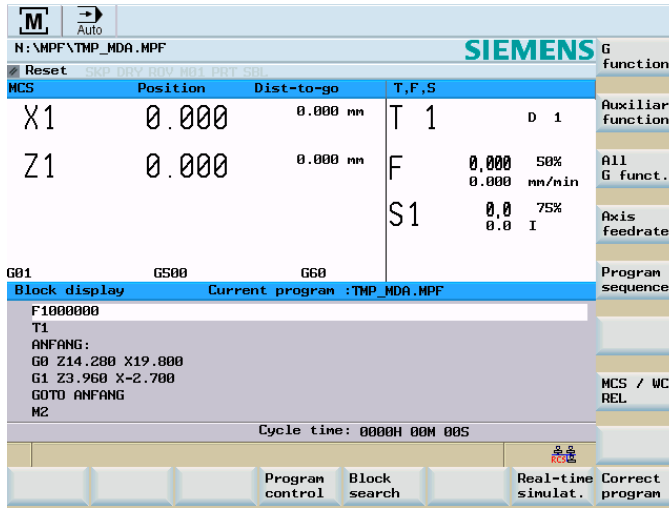 M
Auto
N:\MPF\TMP_MDA.MPF
SIEMENS
G function
Reset SKP DRY ROV M01 PRT SBL
MCS Position Dist-to-go T,F,S
X1 0.000 0.000 mm T 1 D 1
Auxiliar function
Z1 0.000 0.000 mm F 0,000 50%
0.000 mm/min
All G funct.
S1 0,0 75%
0.0 I
Axis feedrate
G01 G500 G60
Program sequence
Block display Current program :TMP_MDA.MPF
F1000000
T1
ANFANG:
G0 Z14.280 X19.800
G1 Z3.960 X-2.700
GOTO ANFANG
M2
MCS / WC REL
Cycle time: 0000H 00M 00S
RCS
Program control
Block search
Real-time simulat.
Correct program